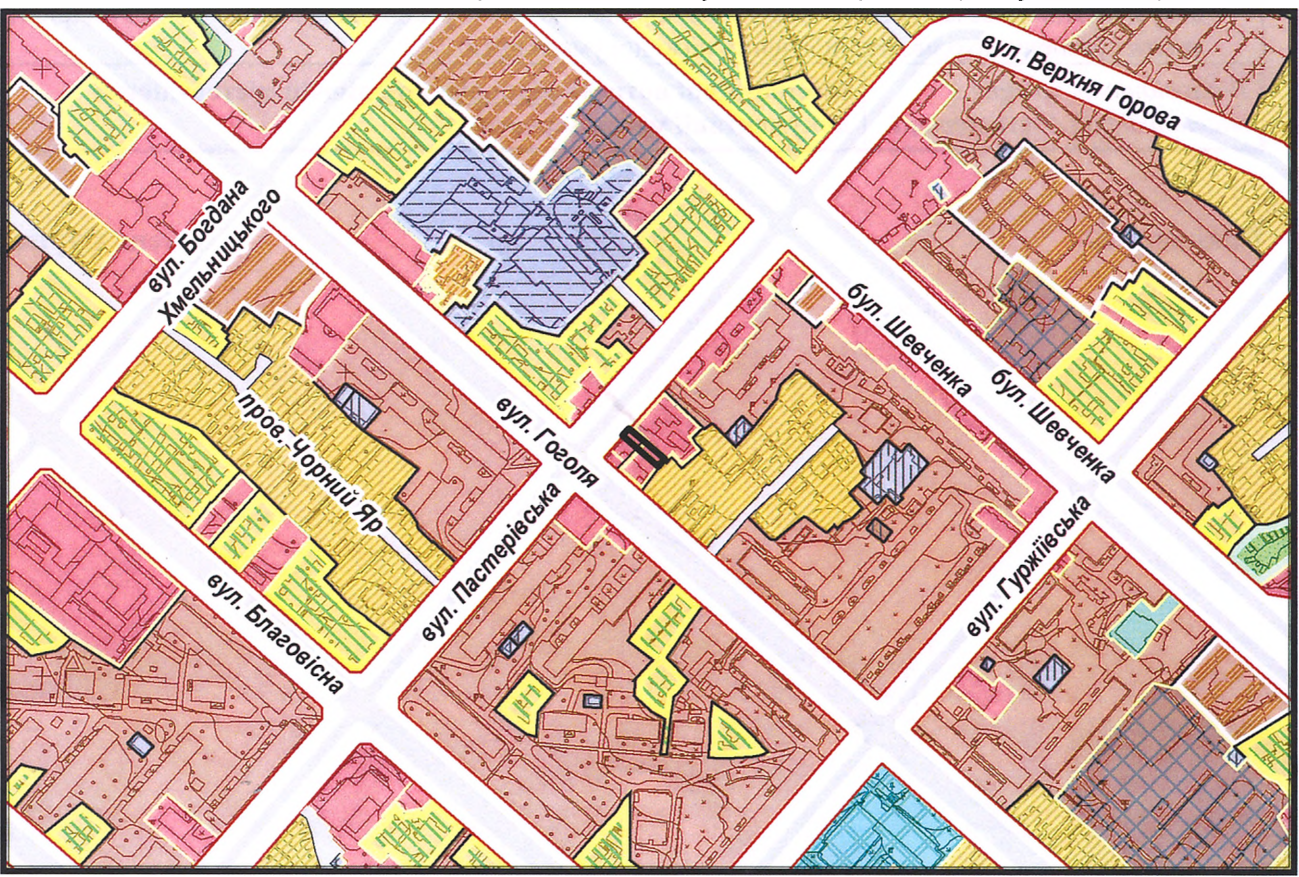 вул. Верхня Горова
вул. Богдана
Хмельницького
бул. Шевченка
бул. Шевченка
вул. Гоголя
пров. Чорний Яр
вул. Пастерівська
вул. Гуржіївська
вул. Благовісна